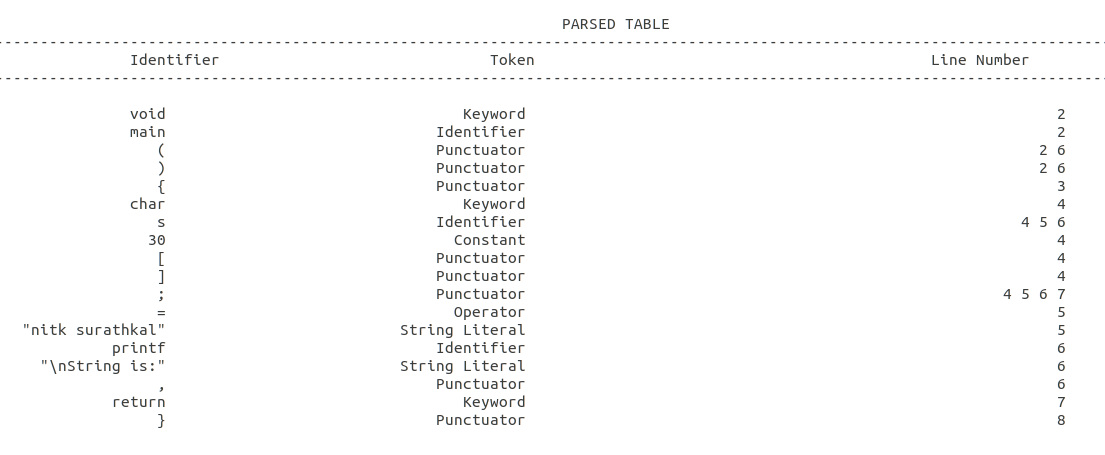 PARSED TABLE
------------------------------------------------------------------------------------------------------------------------
Identifier Token Line Number
------------------------------------------------------------------------------------------------------------------------
void Keyword 2
main Identifier 2
( Punctuator 2 6
) Punctuator 2 6
{ Punctuator 3
char Keyword 4
s Identifier 4 5 6
30 Constant 4
[ Punctuator 4
] Punctuator 4
; Punctuator 4 5 6 7
= Operator 5
"nitk surathkal" String Literal 5
printf Identifier 6
"\nString is:" String Literal 6
, Punctuator 6
return Keyword 7
} Punctuator 8